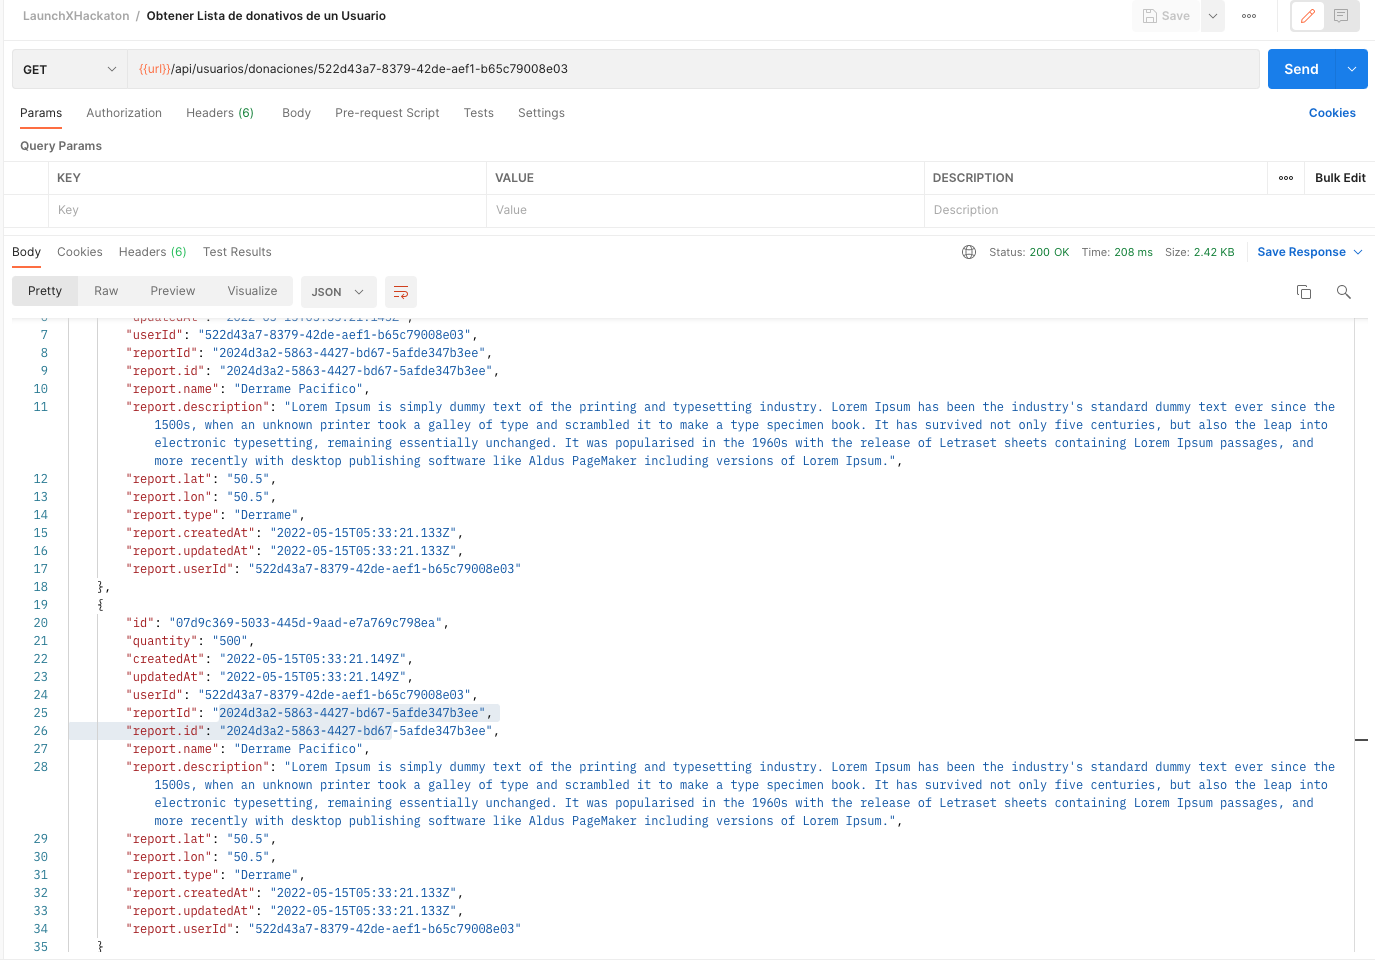 LaunchXHackaton / Obtener Lista de donativos de un Usuario
Save
GET {{url}}/api/usuarios/donaciones/522d43a7-8379-42de-aef1-b65c79008e03 Send
Params Authorization Headers (6) Body Pre-request Script Tests Settings Cookies
Query Params
KEY VALUE DESCRIPTION Bulk Edit
Key Value Description
Body Cookies Headers (6) Test Results Status: 200 OK Time: 208 ms Size: 2.42 KB Save Response
Pretty Raw Preview Visualize JSON
6 "updatedAt": "2022-05-15T05:33:21.143Z",
7 "userId": "522d43a7-8379-42de-aef1-b65c79008e03",
8 "reportId": "2024d3a2-5863-4427-bd67-5afde347b3ee",
9 "report.id": "2024d3a2-5863-4427-bd67-5afde347b3ee",
10 "report.name": "Derrame Pacifico",
11 "report.description": "Lorem Ipsum is simply dummy text of the printing and typesetting industry. Lorem Ipsum has been the industry's standard dummy text ever since the
1500s, when an unknown printer took a galley of type and scrambled it to make a type specimen book. It has survived not only five centuries, but also the leap into
electronic typesetting, remaining essentially unchanged. It was popularised in the 1960s with the release of Letraset sheets containing Lorem Ipsum passages, and
more recently with desktop publishing software like Aldus PageMaker including versions of Lorem Ipsum.",
12 "report.lat": "50.5",
13 "report.lon": "50.5",
14 "report.type": "Derrame",
15 "report.createdAt": "2022-05-15T05:33:21.133Z",
16 "report.updatedAt": "2022-05-15T05:33:21.133Z",
17 "report.userId": "522d43a7-8379-42de-aef1-b65c79008e03"
18 },
19 {
20 "id": "07d9c369-5033-445d-9aad-e7a769c798ea",
21 "quantity": "500",
22 "createdAt": "2022-05-15T05:33:21.149Z",
23 "updatedAt": "2022-05-15T05:33:21.149Z",
24 "userId": "522d43a7-8379-42de-aef1-b65c79008e03",
25 "reportId": "2024d3a2-5863-4427-bd67-5afde347b3ee",
26 "report.id": "2024d3a2-5863-4427-bd67-5afde347b3ee",
27 "report.name": "Derrame Pacifico",
28 "report.description": "Lorem Ipsum is simply dummy text of the printing and typesetting industry. Lorem Ipsum has been the industry's standard dummy text ever since the
1500s, when an unknown printer took a galley of type and scrambled it to make a type specimen book. It has survived not only five centuries, but also the leap into
electronic typesetting, remaining essentially unchanged. It was popularised in the 1960s with the release of Letraset sheets containing Lorem Ipsum passages, and
more recently with desktop publishing software like Aldus PageMaker including versions of Lorem Ipsum.",
29 "report.lat": "50.5",
30 "report.lon": "50.5",
31 "report.type": "Derrame",
32 "report.createdAt": "2022-05-15T05:33:21.133Z",
33 "report.updatedAt": "2022-05-15T05:33:21.133Z",
34 "report.userId": "522d43a7-8379-42de-aef1-b65c79008e03"
35 }